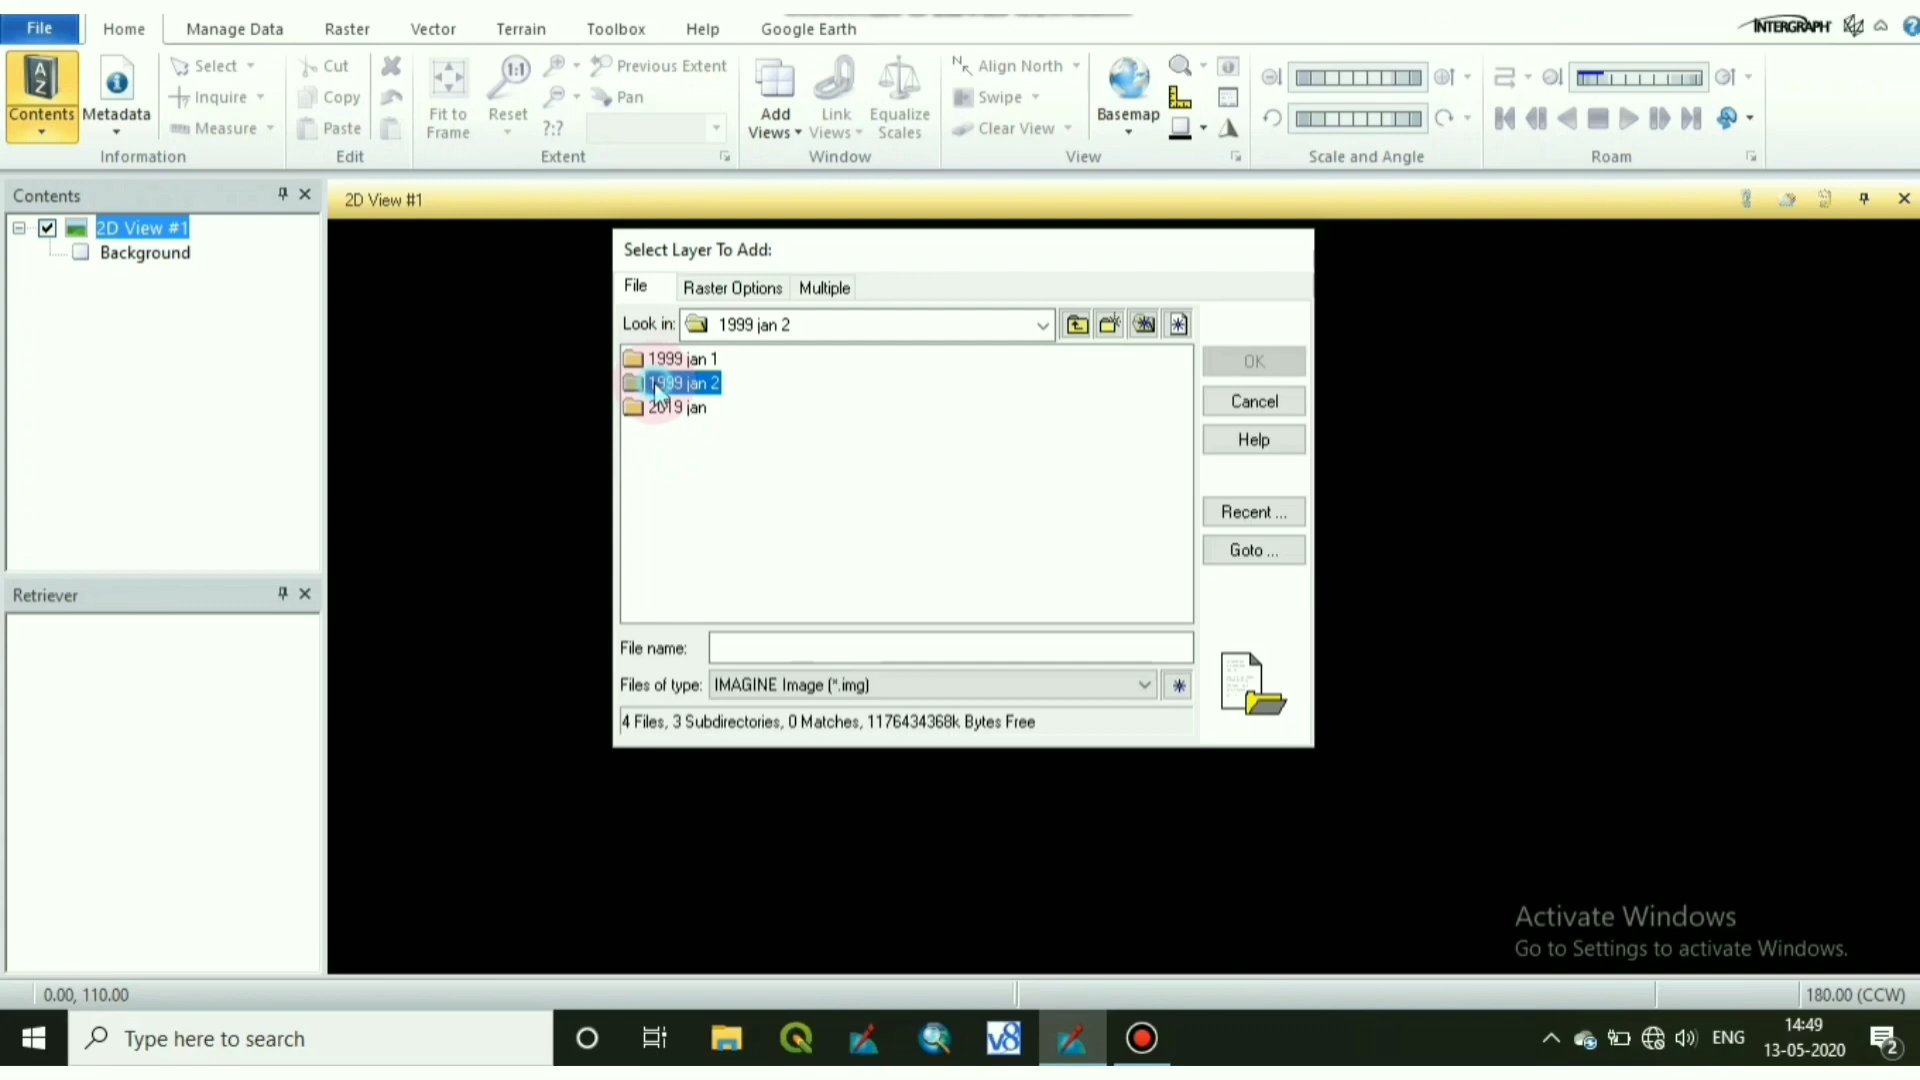 File Home Manage Data Raster Vector Terrain Toolbox Help Google Earth INTERGRAPH
Contents Metadata
Select
Inquire
Measure
Information
Cut
Copy
Paste
Edit
Fit to
Frame
1:1
Reset
?:?
Previous Extent
Pan
Extent
Add
Views
Link
Views
Equalize
Scales
Window
Align North
Swipe
Clear View
Basemap
View
Scale and Angle
Roam
Contents
2D View #1
Background
Retriever
2D View #1
Select Layer To Add:
File Raster Options Multiple
Look in: 1999 jan 2
1999 jan 1
1999 jan 2
2019 jan
OK
Cancel
Help
Recent ...
Goto ...
File name:
Files of type: IMAGINE Image (*.img)
4 Files, 3 Subdirectories, 0 Matches, 1176434368k Bytes Free
Activate Windows
Go to Settings to activate Windows.
0.00, 110.00
180.00 (CCW)
Type here to search
v8
ENG
14:49
13-05-2020
2